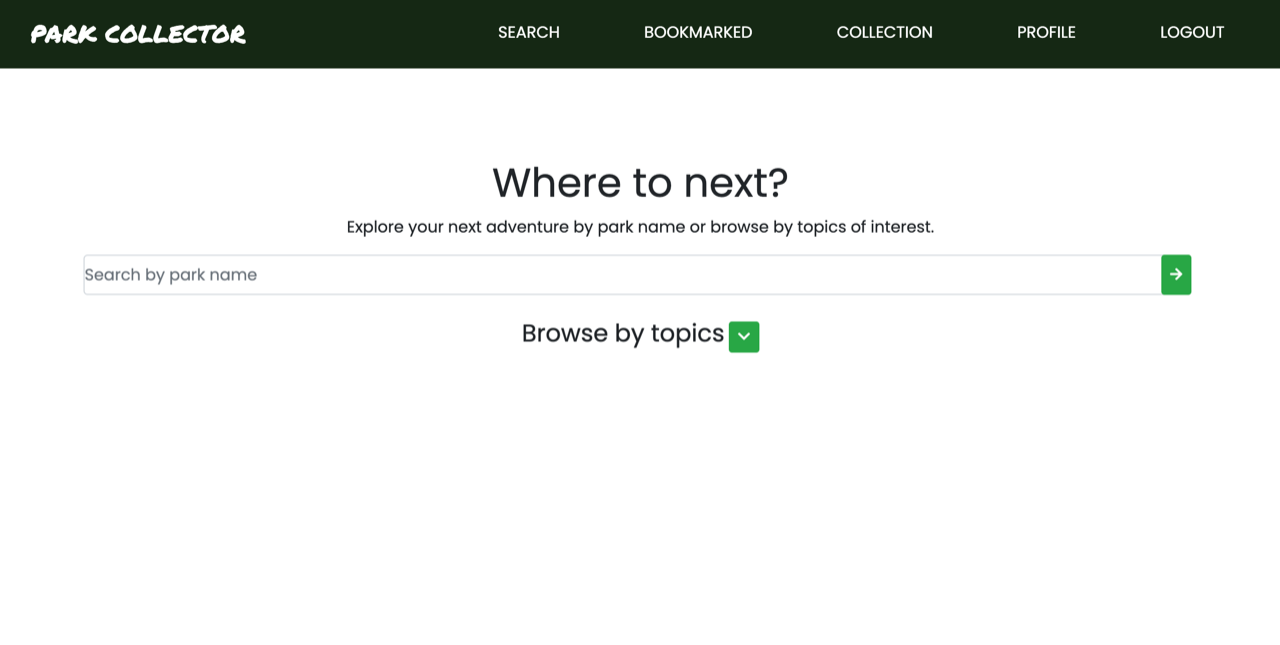 PARK COLLECTOR SEARCH BOOKMARKED COLLECTION PROFILE LOGOUT
Where to next?
Explore your next adventure by park name or browse by topics of interest.
Search by park name
Browse by topics